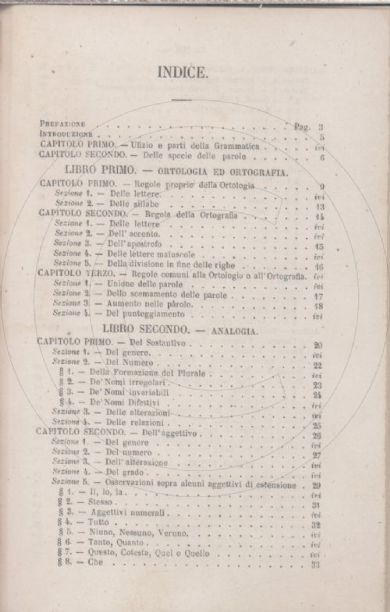 INDICE.
PREFAZIONE . . . Pag. 3
INTRODUZIONE . . . 5
CAPITOLO PRIMO. — Ufizio e parti della Grammatica . . . ivi
CAPITOLO SECONDO. — Delle specie delle parole . . . 6
LIBRO PRIMO. — ORTOLOGIA ED ORTOGRAFIA.
CAPITOLO PRIMO. — Regole proprie della Ortologia . . . 9
Sezione 1. — Delle lettere. . . . ivi
Sezione 2. — Delle sillabe . . . 13
CAPITOLO SECONDO. — Regole della Ortografia . . . 14
Sezione 1. — Delle lettere . . . ivi
Sezione 2. — Dell'accento. . . . ivi
Sezione 3. — Dell'apostrofo . . . 15
Sezione 4. — Delle lettere maiuscole . . . ivi
Sezione 5. — Della divisione in fine delle righe . . . 16
CAPITOLO TERZO. — Regole comuni alla Ortologia o all'Ortografia. ivi
Sezione 1. — Unione delle parole . . . ivi
Sezione 2. — Dello scemamento delle parole . . . 17
Sezione 3. — Aumento nelle parole. . . . 18
Sezione 4. — Del punteggiamento . . . ivi
LIBRO SECONDO. — ANALOGIA.
CAPITOLO PRIMO. — Del Sostantivo . . . 20
Sezione 1. — Del genere. . . . ivi
Sezione 2. — Del Numero . . . 22
§ 1. — Della Formazione del Plurale . . . ivi
§ 2. — De' Nomi irregolari . . . 23
§ 3. — De' Nomi invariabili . . . 24
§ 4. — De' Nomi Difettivi . . . ivi
Sezione 3. — Delle alterazioni . . . ivi
Sezione 4. — Delle relazioni . . . 25
CAPITOLO SECONDO. — Dell'aggettivo . . . 26
Sezione 1. — Del genere . . . ivi
Sezione 2. — Del numero . . . 27
Sezione 3. — Dell'alterazione . . . ivi
Sezione 4. — Del grado . . . ivi
Sezione 5. — Osservazioni sopra alcuni aggettivi di estensione . 29
§ 1. — Il, lo, la . . . ivi
§ 2. — Stesso . . . 31
§ 3. — Aggettivi numerali . . . ivi
§ 4. — Tutto . . . 32
§ 5. — Niuno, Nessuno, Veruno. . . . ivi
§ 6. — Tanto, Quanto . . . ivi
§ 7. — Questo, Cotesto, Quel o Quello . . . ivi
§ 8. — Che . . . 33